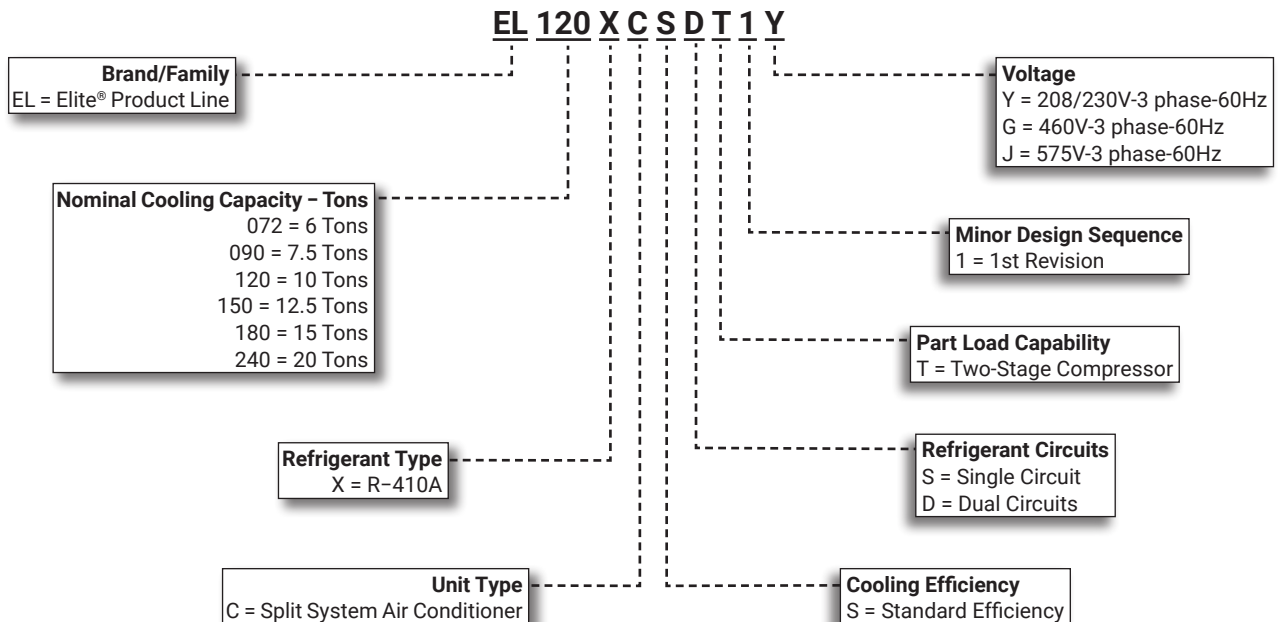 EL 120 X C S D T 1 Y
Brand/Family
EL = Elite® Product Line
Voltage
Y = 208/230V-3 phase-60Hz
G = 460V-3 phase-60Hz
J = 575V-3 phase-60Hz
Nominal Cooling Capacity – Tons
072 = 6 Tons
090 = 7.5 Tons
120 = 10 Tons
150 = 12.5 Tons
180 = 15 Tons
240 = 20 Tons
Minor Design Sequence
1 = 1st Revision
Part Load Capability
T = Two-Stage Compressor
Refrigerant Type
X = R−410A
Refrigerant Circuits
S = Single Circuit
D = Dual Circuits
Unit Type
C = Split System Air Conditioner
Cooling Efficiency
S = Standard Efficiency